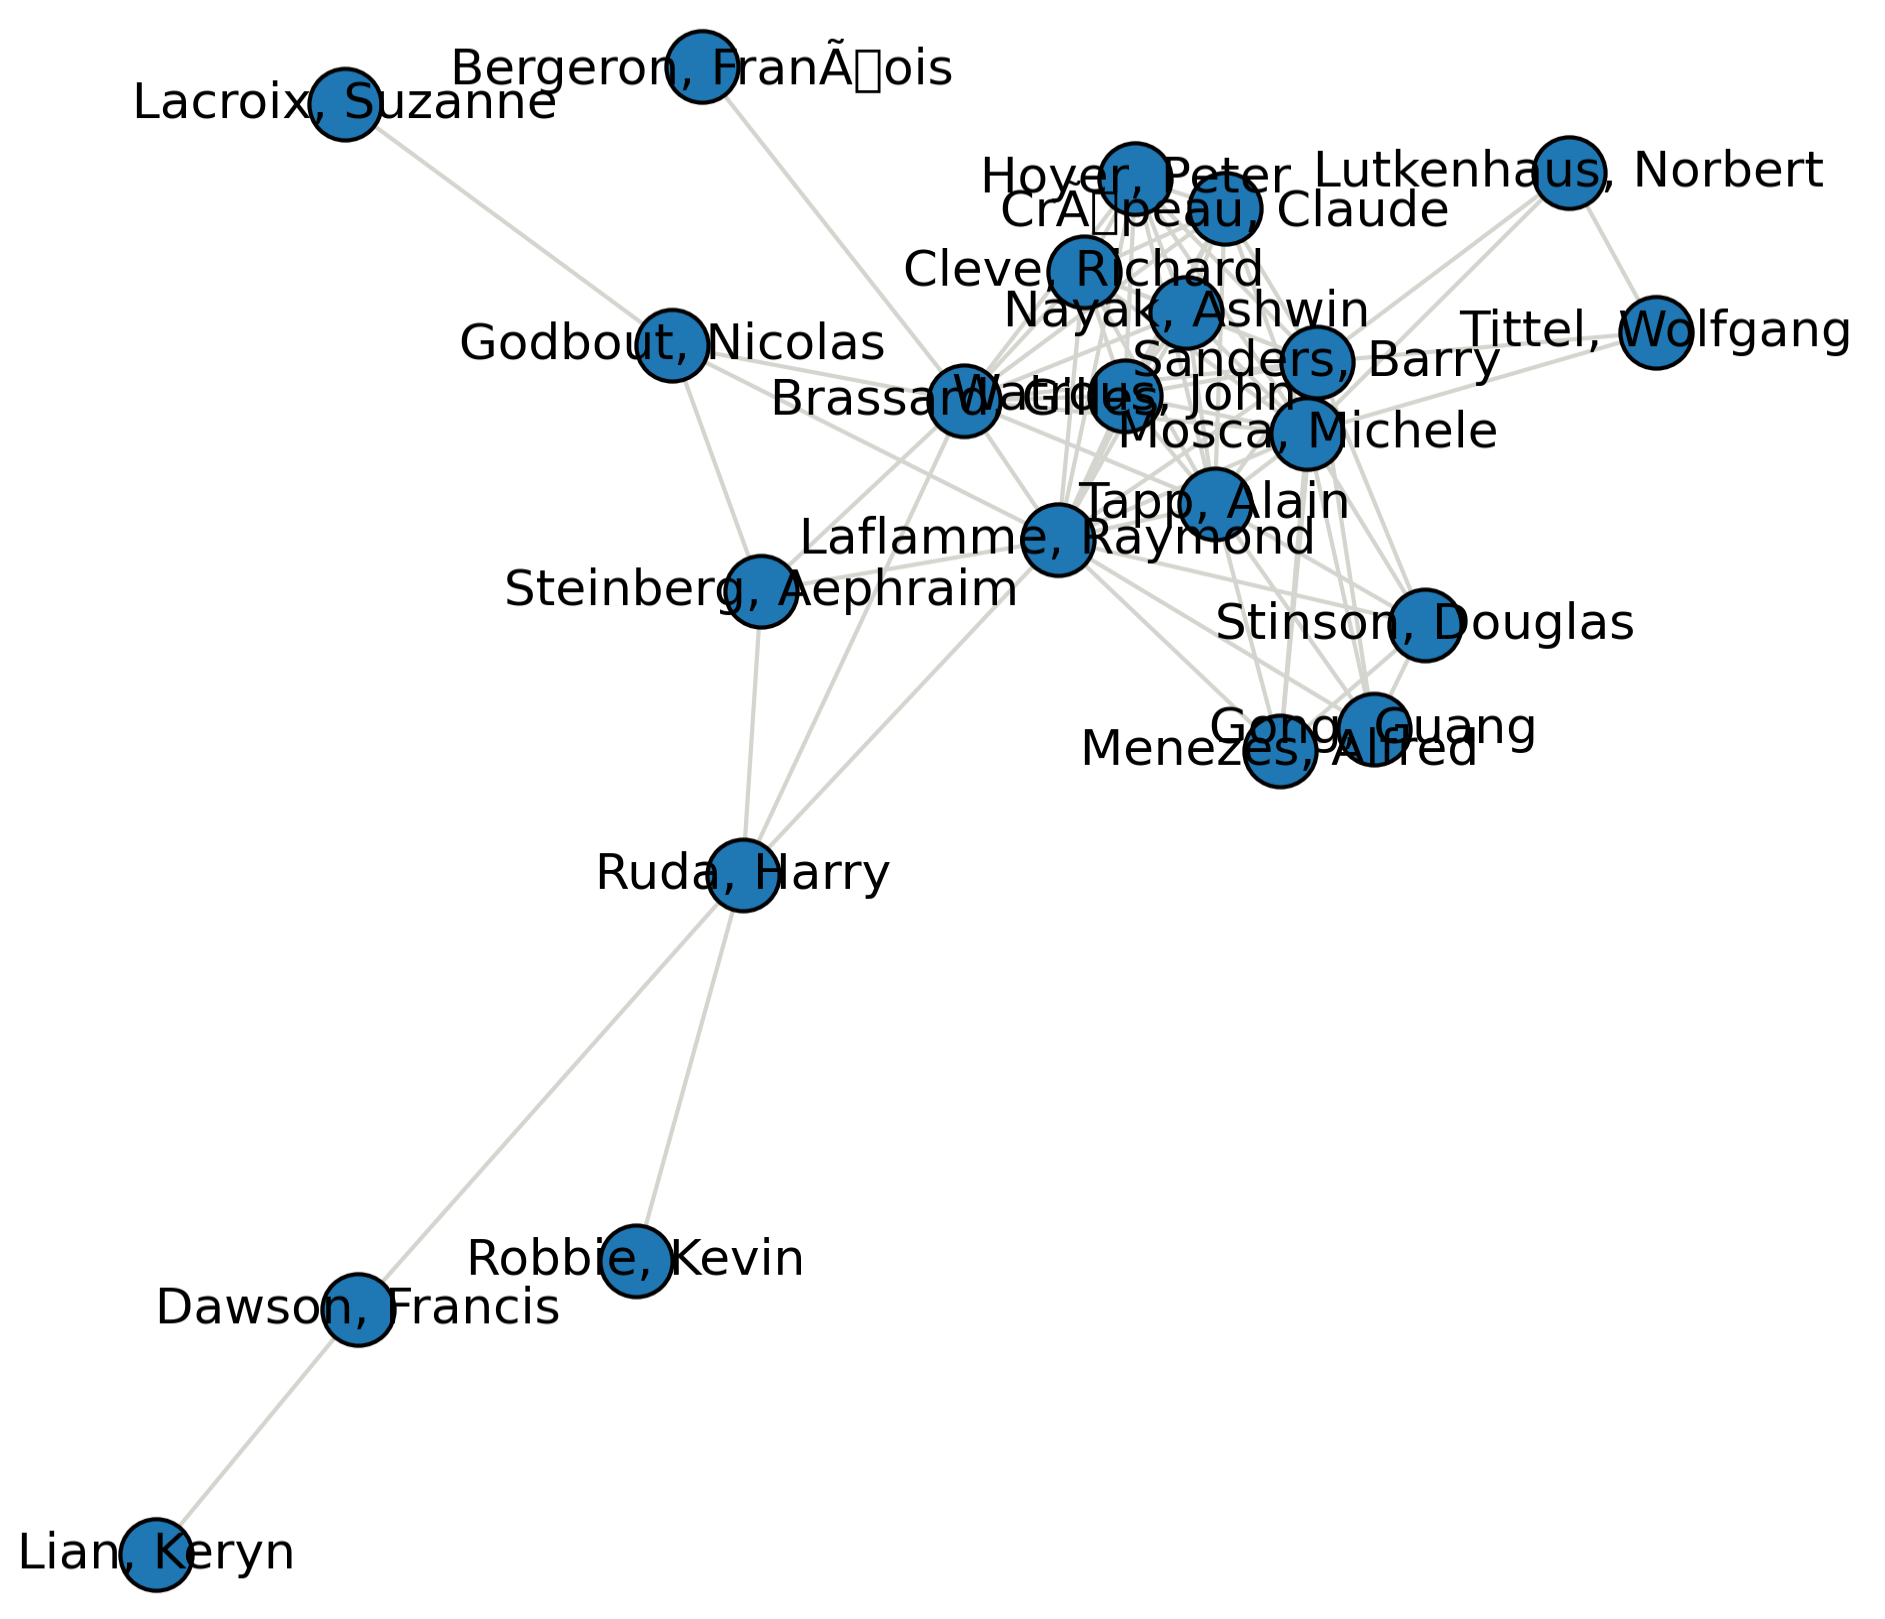 Bergeron, FranÃ▯ois
Lacroix, Suzanne
Hoyer, Peter
Lutkenhaus, Norbert
CrÃ▯peau, Claude
Cleve, Richard
Nayak, Ashwin
Tittel, Wolfgang
Godbout, Nicolas
Sanders, Barry
Brassard, Gilles
Watrous, John
Mosca, Michele
Tapp, Alain
Laflamme, Raymond
Steinberg, Aephraim
Stinson, Douglas
Gong, Guang
Menezes, Alfred
Ruda, Harry
Robbie, Kevin
Dawson, Francis
Lian, Keryn